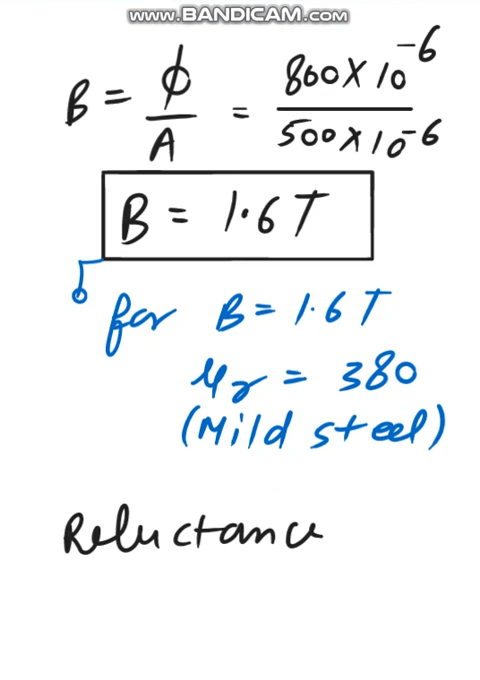 www.BANDICAM.com
B = ϕ/A = 800 × 10⁻⁶ / 500 × 10⁻⁶
B = 1.6 T
for B = 1.6 T
μr = 380
(Mild steel)
Reluctance